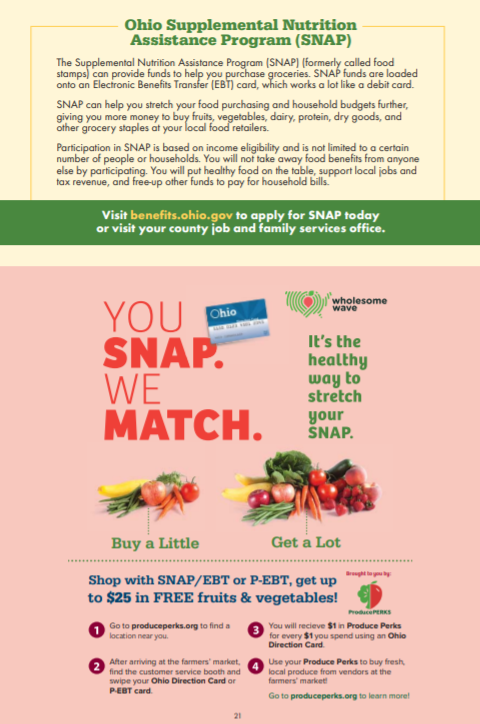 Ohio Supplemental Nutrition
Assistance Program (SNAP)
The Supplemental Nutrition Assistance Program (SNAP) (formerly called food
stamps) can provide funds to help you purchase groceries. SNAP funds are loaded
onto an Electronic Benefits Transfer (EBT) card, which works a lot like a debit card.
SNAP can help you stretch your food purchasing and household budgets further,
giving you more money to buy fruits, vegetables, dairy, protein, dry goods, and
other grocery staples at your local food retailers.
Participation in SNAP is based on income eligibility and is not limited to a certain
number of people or households. You will not take away food benefits from anyone
else by participating. You will put healthy food on the table, support local jobs and
tax revenue, and free-up other funds to pay for household bills.
Visit benefits.ohio.gov to apply for SNAP today
or visit your county job and family services office.
YOU
SNAP.
WE
MATCH.
Ohio
wholesome
wave
It's the
healthy
way to
stretch
your
SNAP.
Buy a Little
Get a Lot
Shop with SNAP/EBT or P-EBT, get up
to $25 in FREE fruits & vegetables!
Brought to you by:
Produce PERKS
1 Go to produceperks.org to find a
location near you.
2 After arriving at the farmers' market,
find the customer service booth and
swipe your Ohio Direction Card or
P-EBT card.
3 You will recieve $1 in Produce Perks
for every $1 you spend using an Ohio
Direction Card.
4 Use your Produce Perks to buy fresh,
local produce from vendors at the
farmers' market!
Go to produceperks.org to learn more!
21